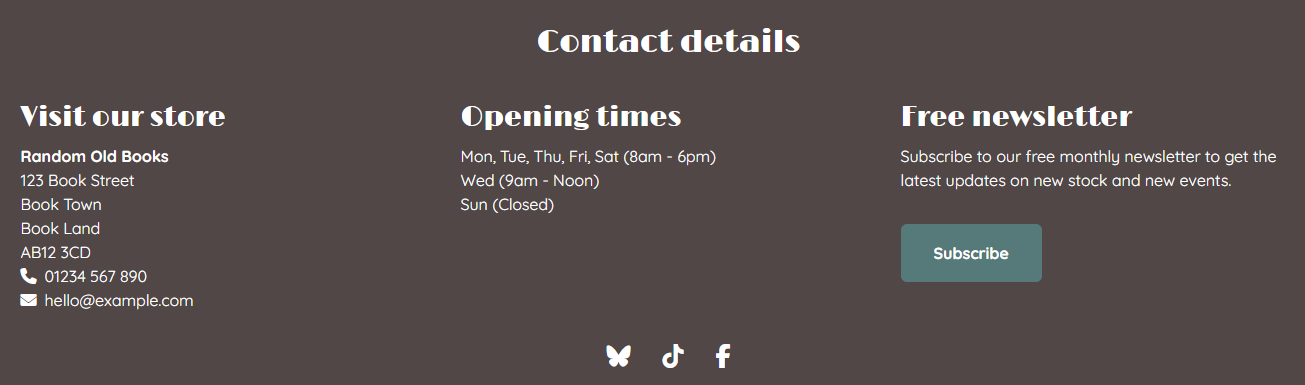 Contact details
Visit our store
Random Old Books
123 Book Street
Book Town
Book Land
AB12 3CD
01234 567 890
hello@example.com
Opening times
Mon, Tue, Thu, Fri, Sat (8am - 6pm)
Wed (9am - Noon)
Sun (Closed)
Free newsletter
Subscribe to our free monthly newsletter to get the
latest updates on new stock and new events.
Subscribe